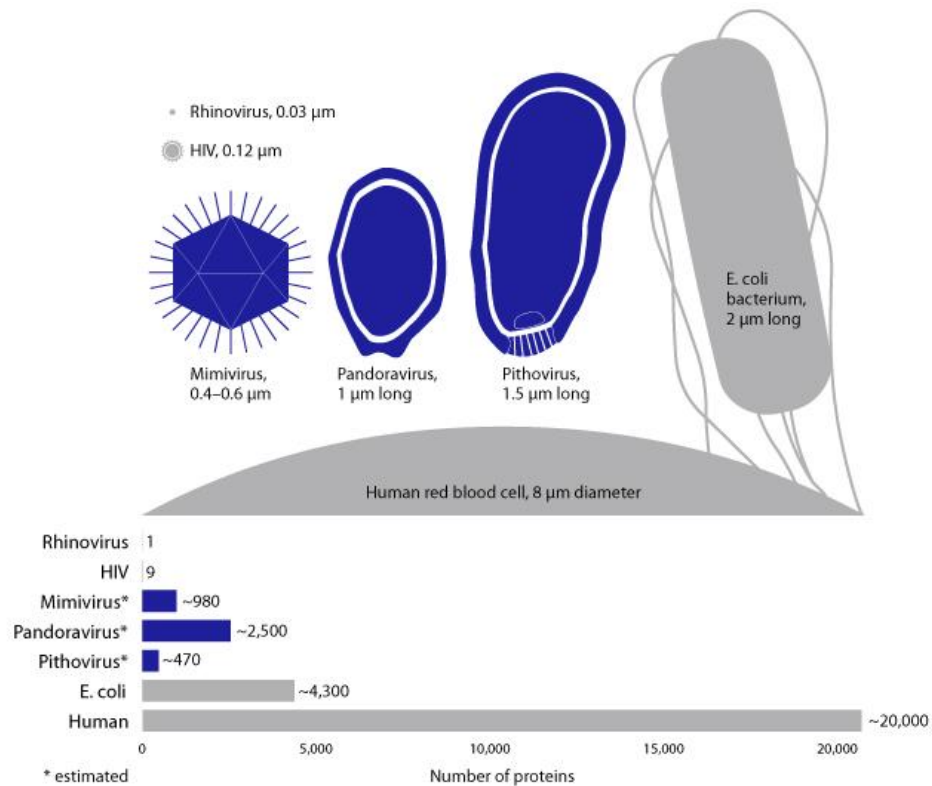 Rhinovirus, 0.03 µm
HIV, 0.12 µm
E. coli
bacterium,
2 µm long
Mimivirus,
0.4–0.6 µm
Pandoravirus,
1 µm long
Pithovirus,
1.5 µm long
Human red blood cell, 8 µm diameter
Rhinovirus 1
HIV 9
Mimivirus* ~980
Pandoravirus* ~2,500
Pithovirus* ~470
E. coli ~4,300
Human ~20,000
0 5,000 10,000 15,000 20,000
* estimated Number of proteins